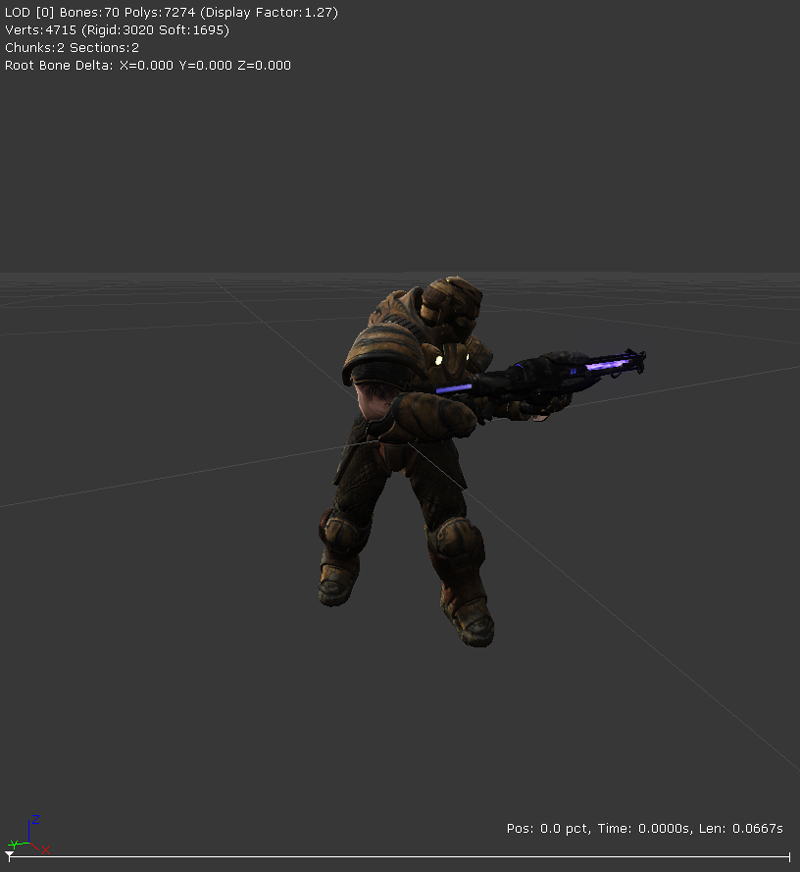 LOD [0] Bones:70 Polys:7274 (Display Factor:1.27)
Verts:4715 (Rigid:3020 Soft:1695)
Chunks:2 Sections:2
Root Bone Delta: X=0.000 Y=0.000 Z=0.000
Z
Y
X
Pos: 0.0 pct, Time: 0.0000s, Len: 0.0667s